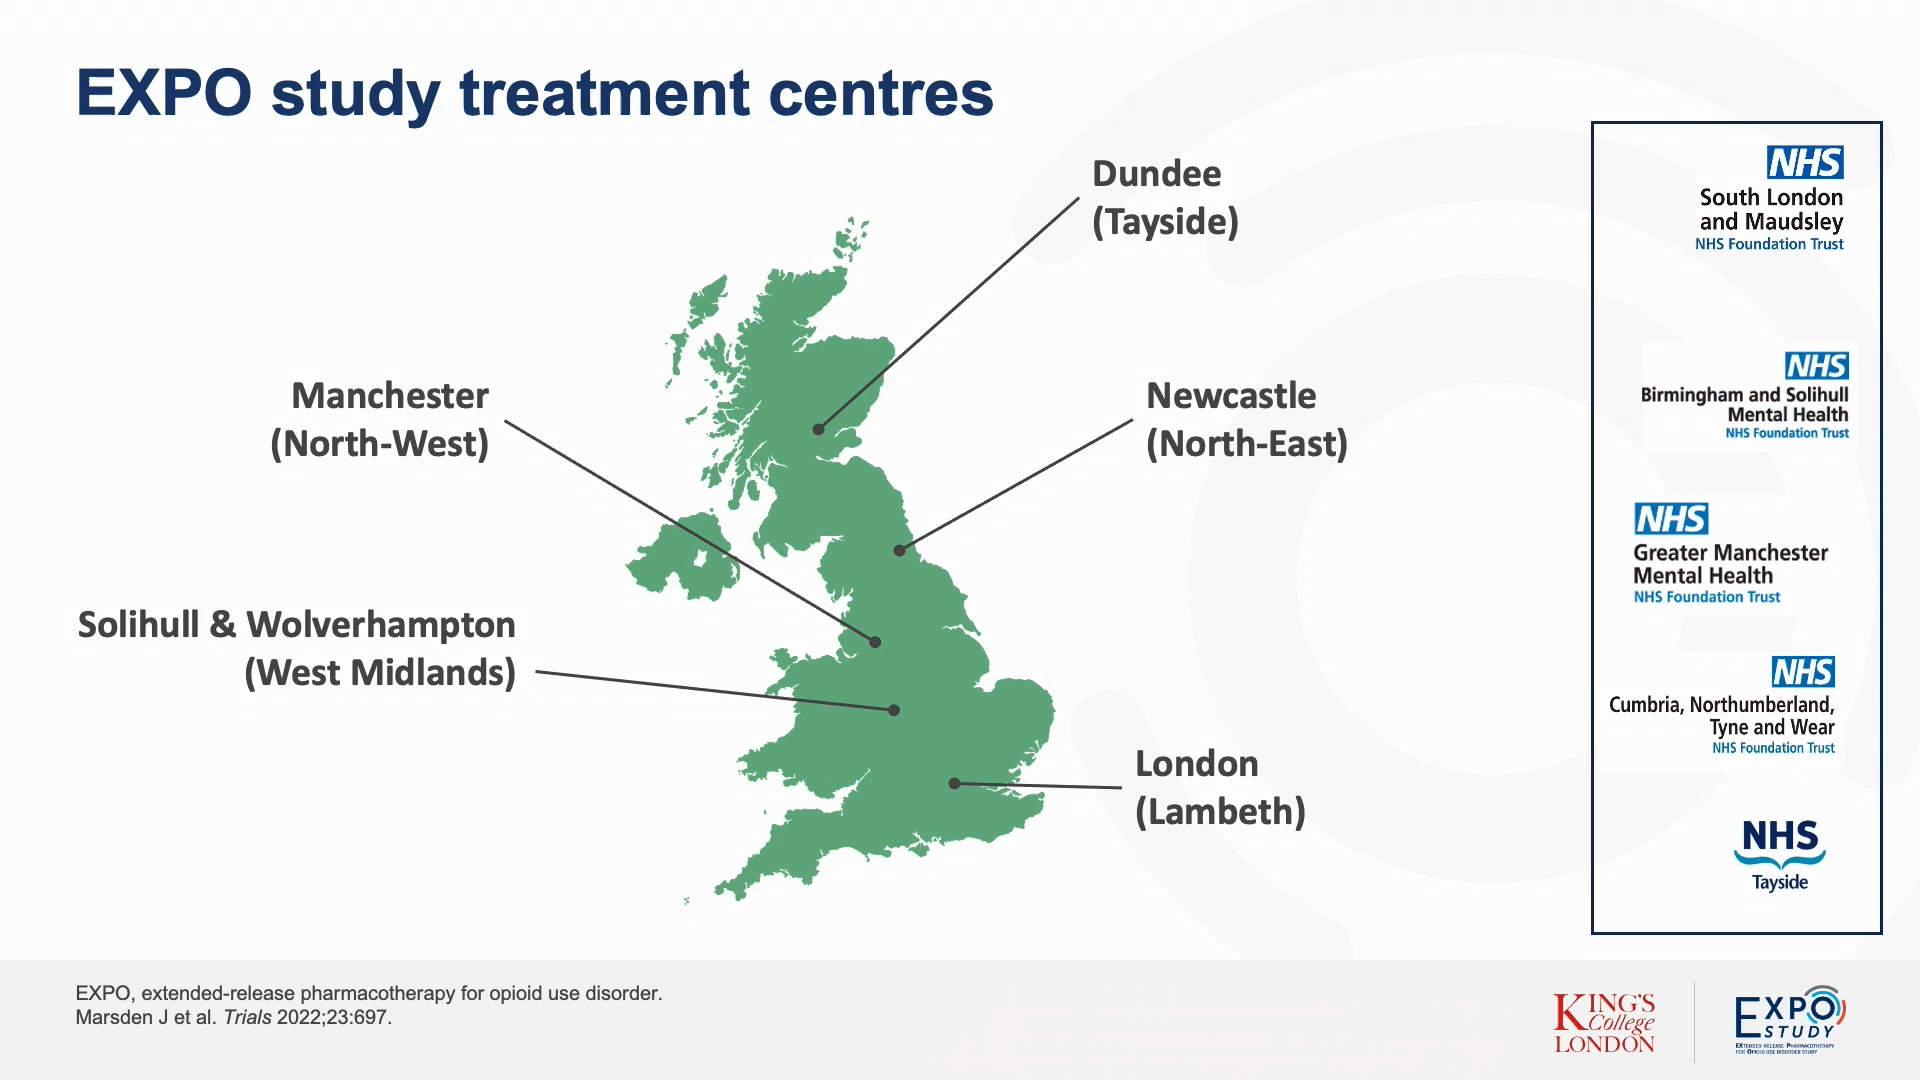 EXPO study treatment centres
Dundee
(Tayside)
Manchester
(North-West)
Newcastle
(North-East)
Solihull & Wolverhampton
(West Midlands)
London
(Lambeth)
NHS
South London
and Maudsley
NHS Foundation Trust
NHS
Birmingham and Solihull
Mental Health
NHS Foundation Trust
NHS
Greater Manchester
Mental Health
NHS Foundation Trust
NHS
Cumbria, Northumberland,
Tyne and Wear
NHS Foundation Trust
NHS
Tayside
EXPO, extended-release pharmacotherapy for opioid use disorder.
Marsden J et al. Trials 2022;23:697.
KING'S
College
LONDON
EXPO
STUDY
EXTENDED-RELEASE PHARMACOTHERAPY
FOR OPIOID USE DISORDER STUDY